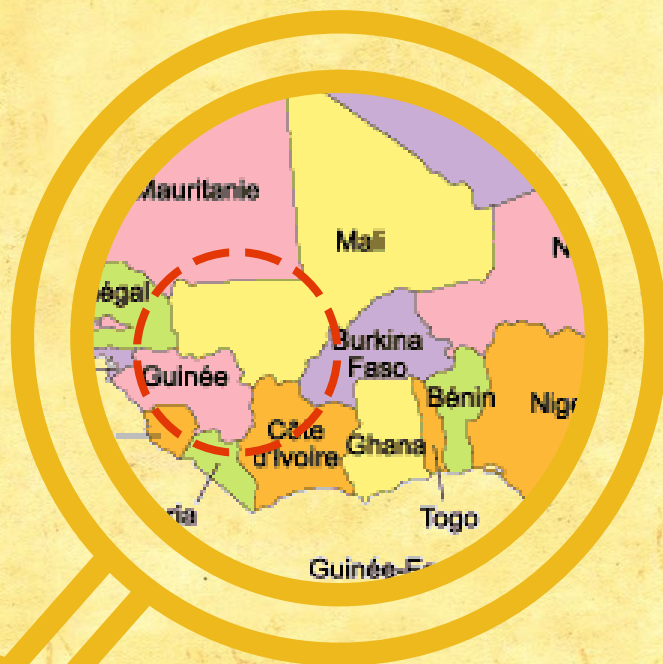 Mauritanie
Mali
N
égal
Burkina
Faso
Guinée
Bénin
Nig
Côte
d'Ivoire
Ghana
ria
Togo
Guinée-E